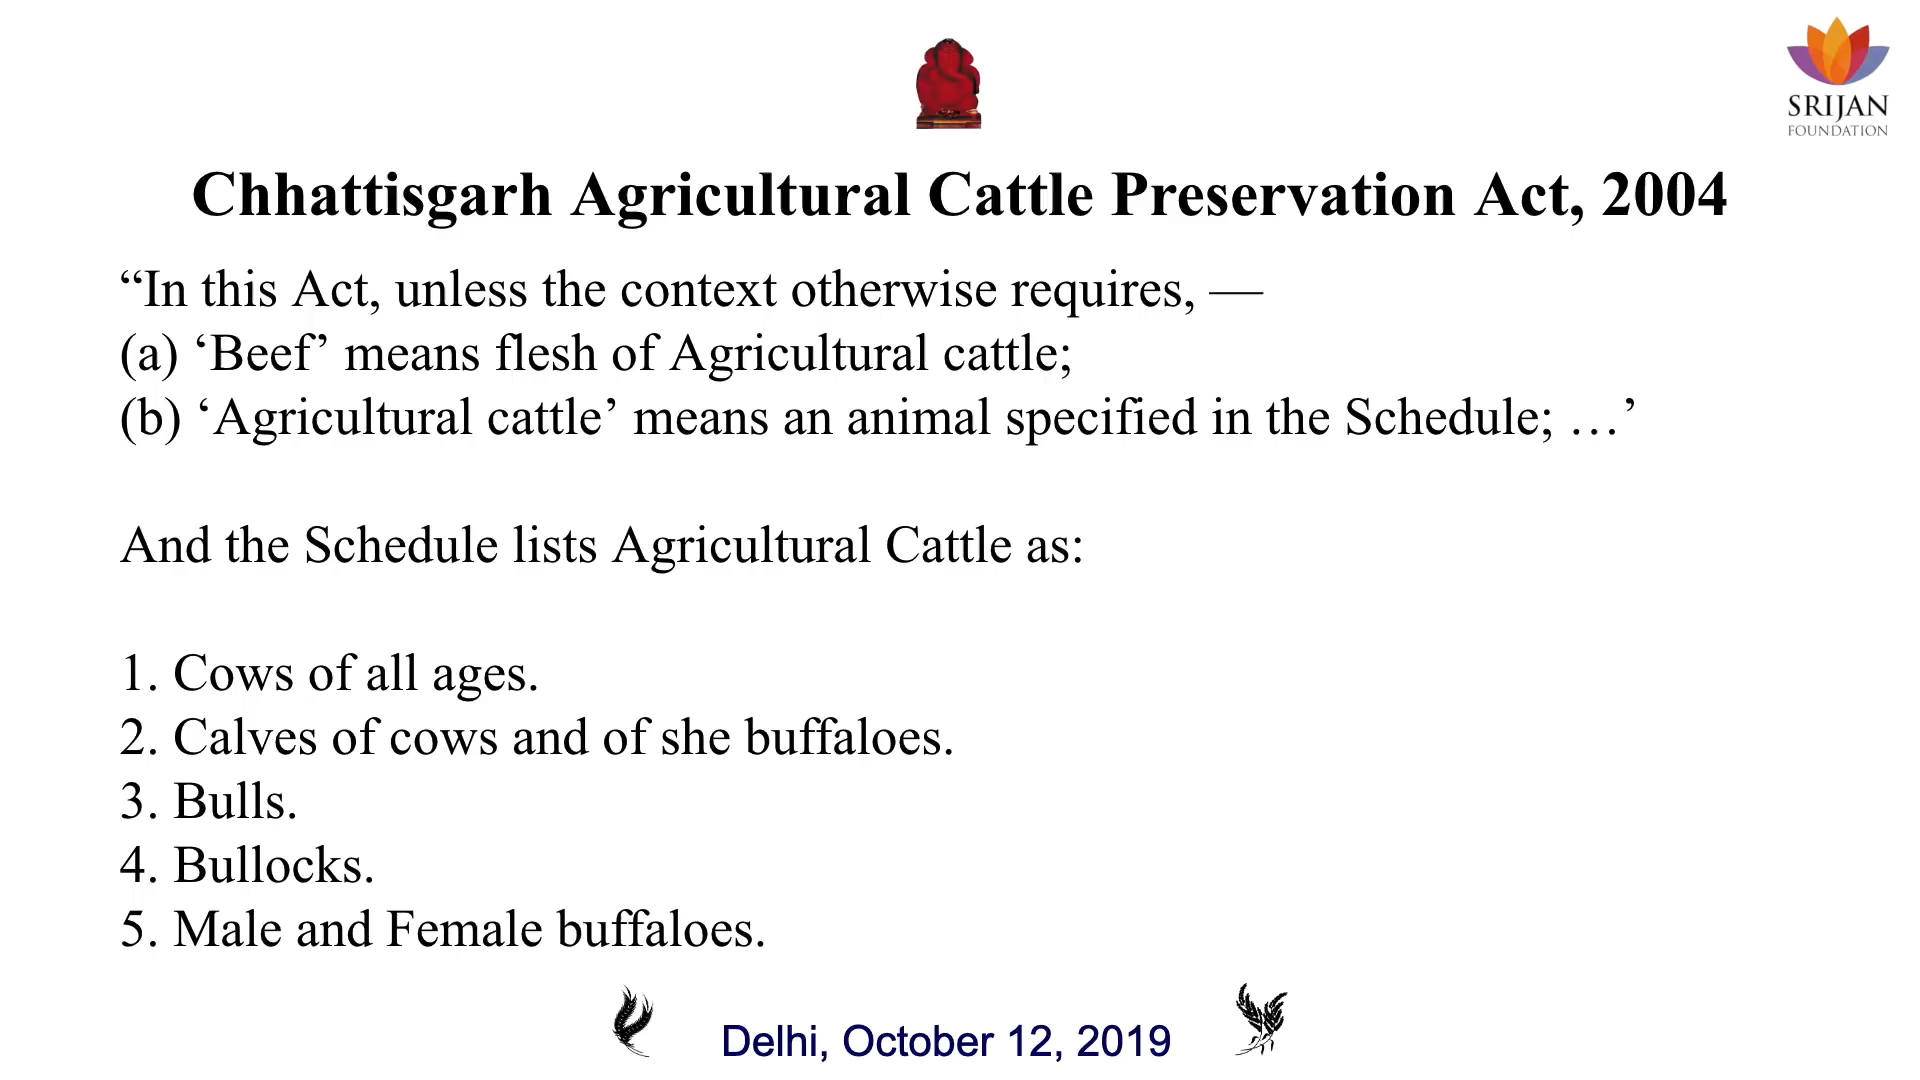 SRIJAN
FOUNDATION
Chhattisgarh Agricultural Cattle Preservation Act, 2004
“In this Act, unless the context otherwise requires, —
(a) ‘Beef’ means flesh of Agricultural cattle;
(b) ‘Agricultural cattle’ means an animal specified in the Schedule; …’
And the Schedule lists Agricultural Cattle as:
1. Cows of all ages.
2. Calves of cows and of she buffaloes.
3. Bulls.
4. Bullocks.
5. Male and Female buffaloes.
Delhi, October 12, 2019